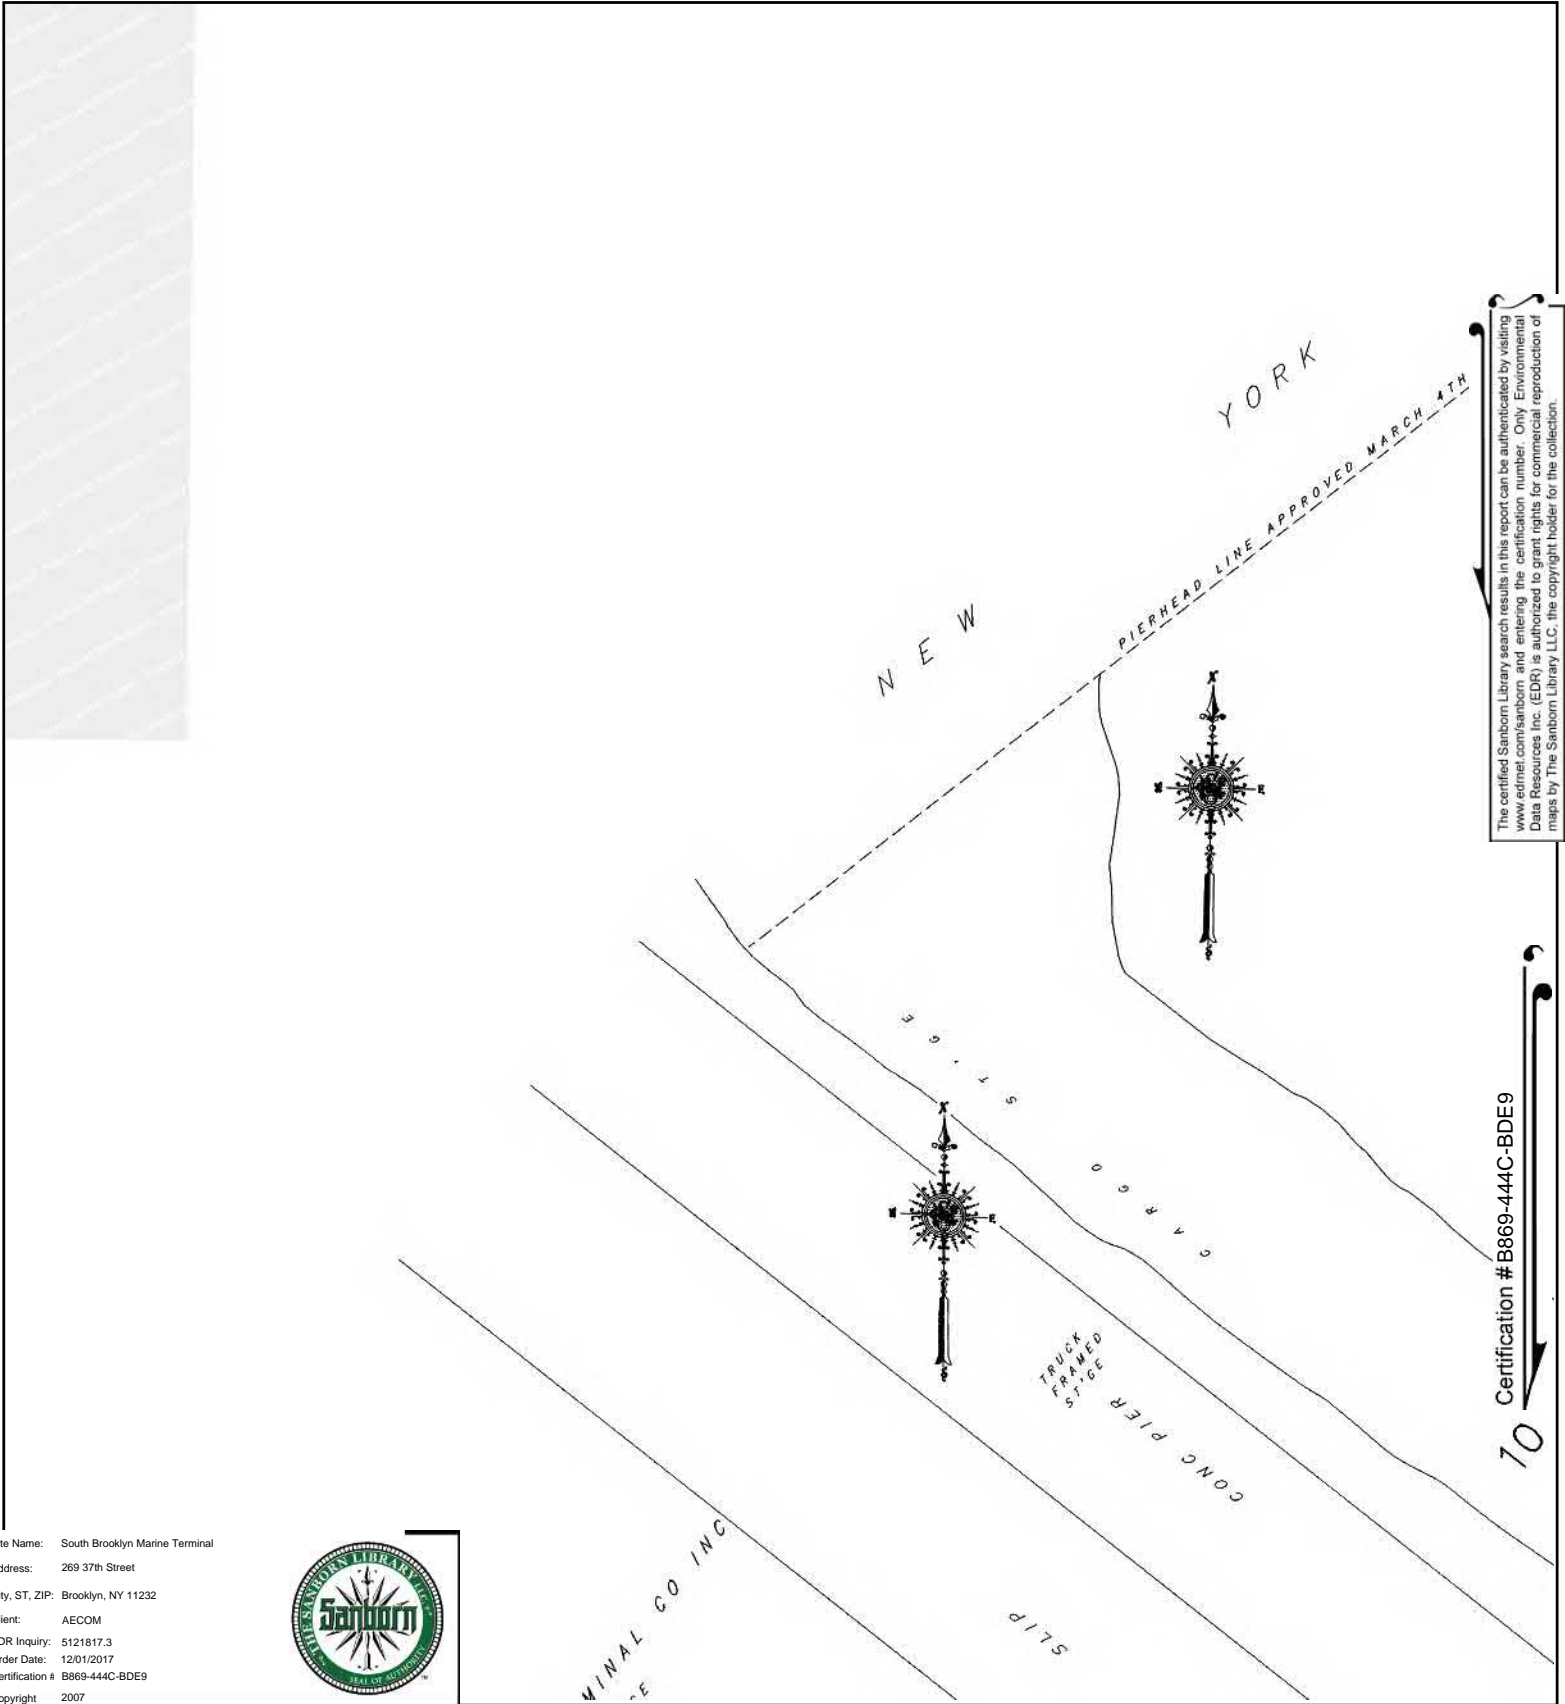 NEW YORK
PIERHEAD LINE APPROVED MARCH 4TH
The certified Sanborn Library search results in this report can be authenticated by visiting
www.edrnet.com/sanborn and entering the certification number. Only Environmental
Data Resources Inc. (EDR) is authorized to grant rights for commercial reproduction of
maps by The Sanborn Library LLC, the copyright holder for the collection.
N
E
S
CARGO ST'GE
N
E
S
TRUCK
FRAMED
ST'GE
CONC PIER
SLIP
MINAL CO INC
CE
Certification # B869-444C-BDE9
10
te Name: South Brooklyn Marine Terminal
ddress: 269 37th Street
ty, ST, ZIP: Brooklyn, NY 11232
ient: AECOM
DR Inquiry: 5121817.3
rder Date: 12/01/2017
ertification # B869-444C-BDE9
opyright 2007
THE SANBORN LIBRARY, LLC
Sanborn
SEAL OF AUTHORITY
™